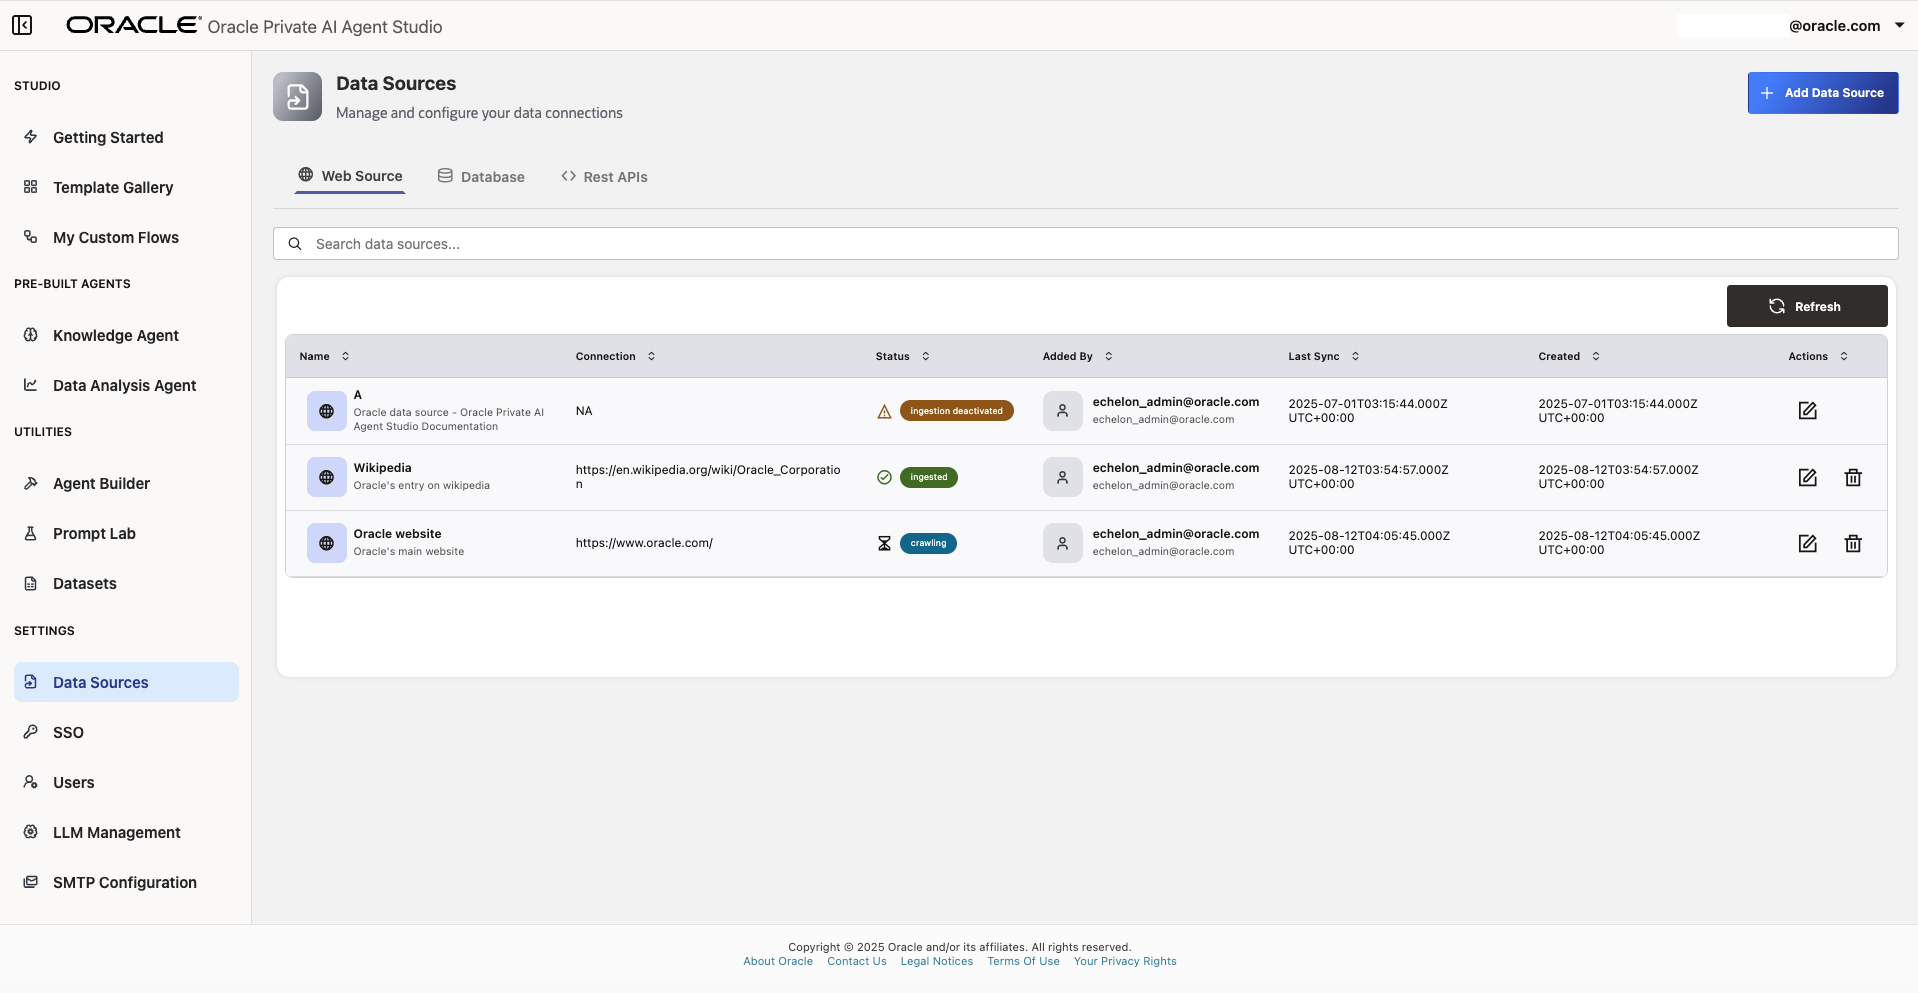 ORACLE Oracle Private AI Agent Studio
@oracle.com
STUDIO
Getting Started
Template Gallery
My Custom Flows
PRE-BUILT AGENTS
Knowledge Agent
Data Analysis Agent
UTILITIES
Agent Builder
Prompt Lab
Datasets
SETTINGS
Data Sources
SSO
Users
LLM Management
SMTP Configuration
Data Sources
Manage and configure your data connections
Add Data Source
Web Source Database Rest APIs
Search data sources...
Refresh
Name Connection Status Added By Last Sync Created Actions
A
Oracle data source - Oracle Private AI
Agent Studio Documentation
NA
ingestion deactivated
echelon_admin@oracle.com
echelon_admin@oracle.com
2025-07-01T03:15:44.000Z
UTC+00:00
2025-07-01T03:15:44.000Z
UTC+00:00
Wikipedia
Oracle's entry on wikipedia
https://en.wikipedia.org/wiki/Oracle_Corporatio
n
ingested
echelon_admin@oracle.com
echelon_admin@oracle.com
2025-08-12T03:54:57.000Z
UTC+00:00
2025-08-12T03:54:57.000Z
UTC+00:00
Oracle website
Oracle's main website
https://www.oracle.com/
crawling
echelon_admin@oracle.com
echelon_admin@oracle.com
2025-08-12T04:05:45.000Z
UTC+00:00
2025-08-12T04:05:45.000Z
UTC+00:00
Copyright © 2025 Oracle and/or its affiliates. All rights reserved.
About Oracle Contact Us Legal Notices Terms Of Use Your Privacy Rights